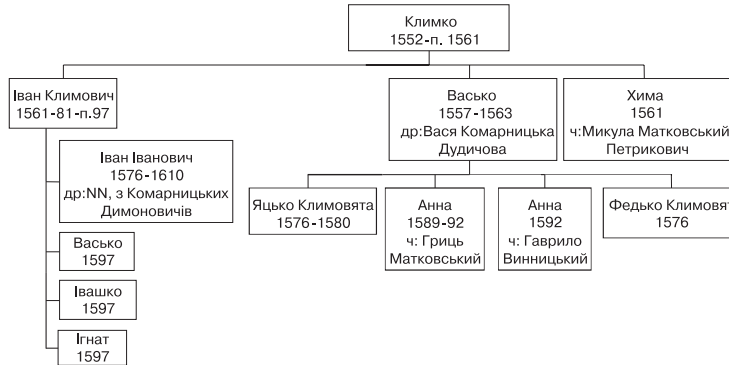 Климко
1552-п. 1561
Іван Климович
1561-81-п.97
Васько
1557-1563
др:Вася Комарницька
Дудичова
Хима
1561
ч:Микула Матковський
Петрикович
Іван Іванович
1576-1610
др:NN, з Комарницьких
Димоновичів
Васько
1597
Івашко
1597
Ігнат
1597
Яцько Климовята
1576-1580
Анна
1589-92
ч: Гриць
Матковський
Анна
1592
ч: Гаврило
Винницький
Федько Климовят
1576